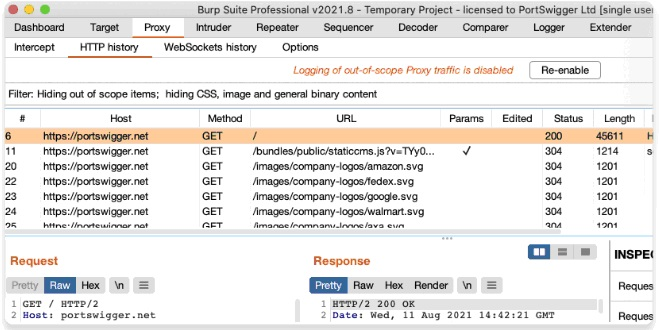 Burp Suite Professional v2021.8 - Temporary Project - licensed to PortSwigger Ltd [single user
Dashboard Target Proxy Intruder Repeater Sequencer Decoder Comparer Logger Extender
Intercept HTTP history WebSockets history Options
Logging of out-of-scope Proxy traffic is disabled Re-enable
Filter: Hiding out of scope items; hiding CSS, image and general binary content
# Host Method URL Params Edited Status Length
6 https://portswigger.net GET / 200 45611 H
11 https://portswigger.net GET /bundles/public/staticcms.js?v=TYy0... ✓ 304 1214 s
20 https://portswigger.net GET /images/company-logos/amazon.svg 304 1201
22 https://portswigger.net GET /images/company-logos/fedex.svg 304 1201
23 https://portswigger.net GET /images/company-logos/google.svg 304 1201
24 https://portswigger.net GET /images/company-logos/walmart.svg 304 1201
25 https://portswigger.net GET /images/company-logos/axa.svg 304 1201
Request Response INSPEC
Pretty Raw Hex \n Pretty Raw Hex Render \n Reques
1 GET / HTTP/2 1 HTTP/2 200 OK
2 Host: portswigger.net 2 Date: Wed, 11 Aug 2021 14:42:21 GMT Reques